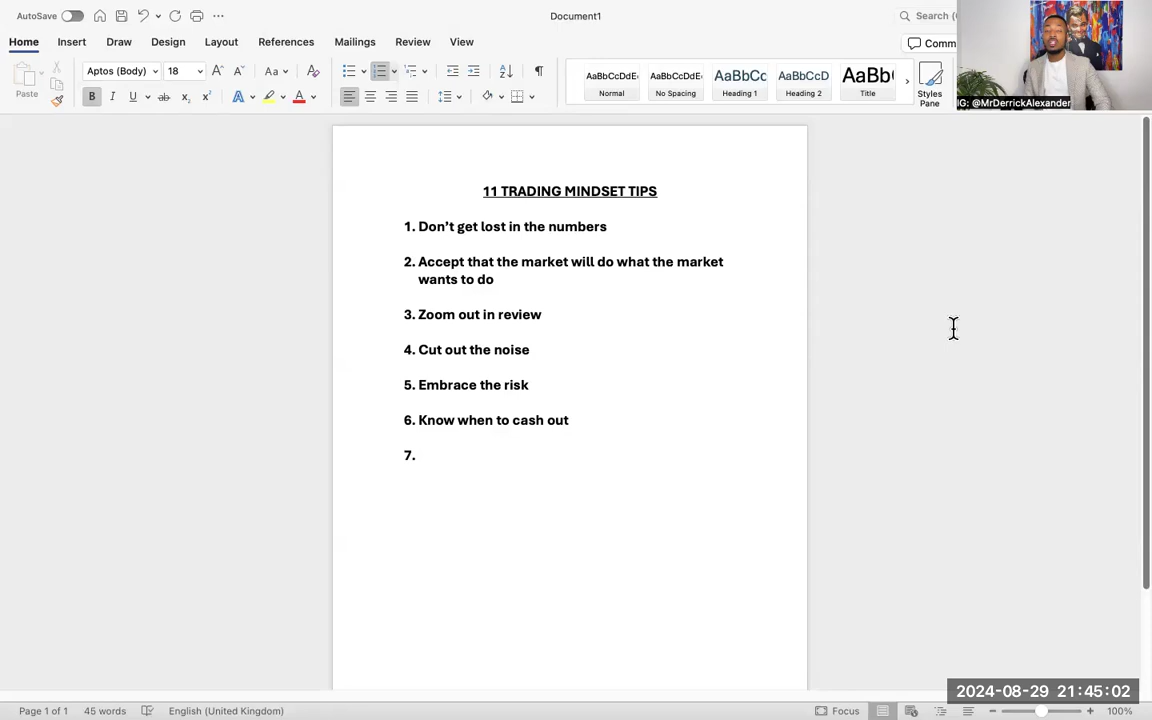 AutoSave
Document1
Search (
Home Insert Draw Design Layout References Mailings Review View
Comm
Paste
Aptos (Body) 18
Aa
B I U ab x₂ x²
A A
AaBbCcDdE AaBbCcDdE AaBbCc AaBbCcD AaBb
Normal No Spacing Heading 1 Heading 2 Title
Styles
Pane
IG: @MrDerrickAlexander
11 TRADING MINDSET TIPS
1. Don’t get lost in the numbers
2. Accept that the market will do what the market
wants to do
3. Zoom out in review
4. Cut out the noise
5. Embrace the risk
6. Know when to cash out
7.
2024-08-29 21:45:02
Page 1 of 1 45 words English (United Kingdom) Focus 100%